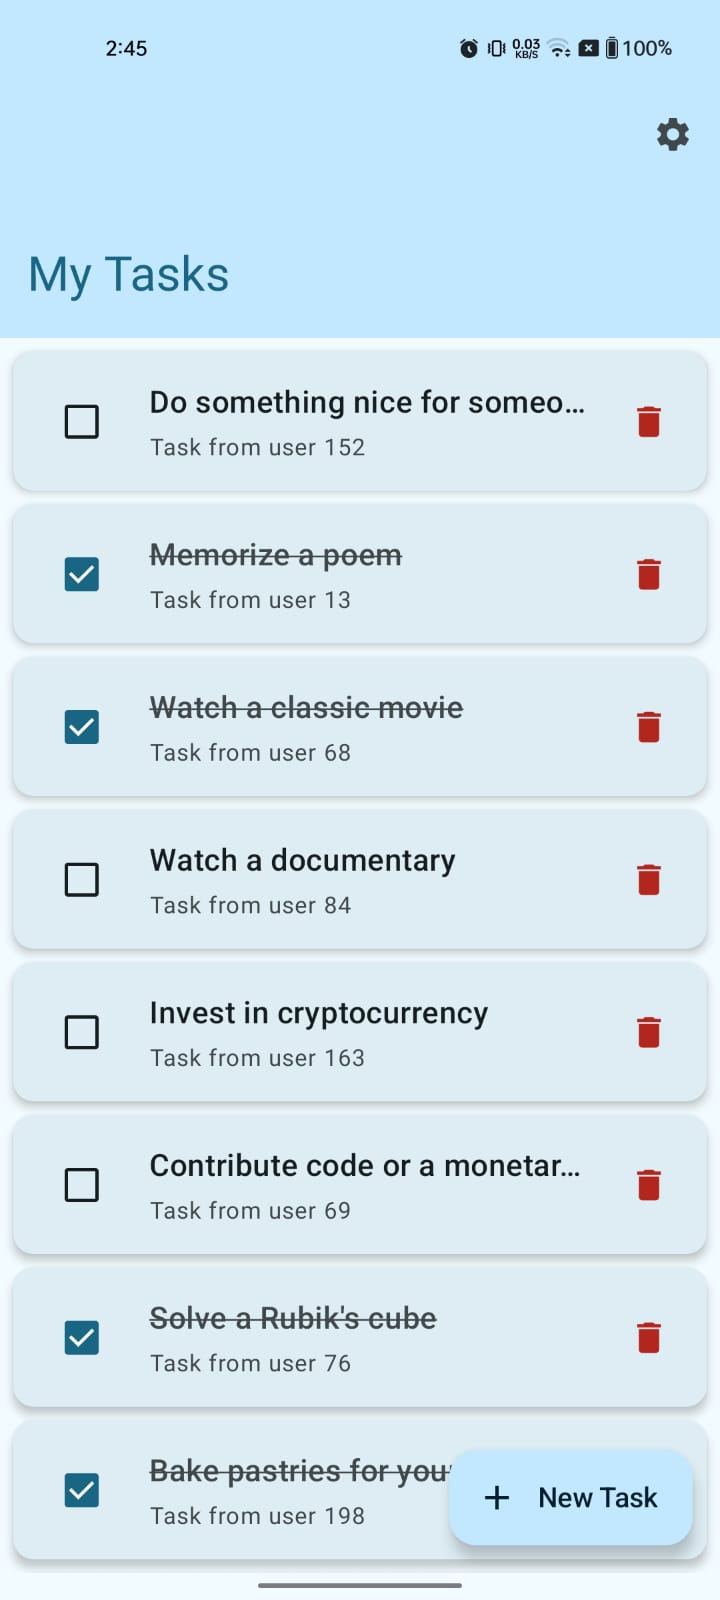 2:45
0.03
KB/S
100%
My Tasks
Do something nice for someo...
Task from user 152
Memorize a poem
Task from user 13
Watch a classic movie
Task from user 68
Watch a documentary
Task from user 84
Invest in cryptocurrency
Task from user 163
Contribute code or a monetar...
Task from user 69
Solve a Rubik's cube
Task from user 76
Bake pastries for
Task from user 198
New Task